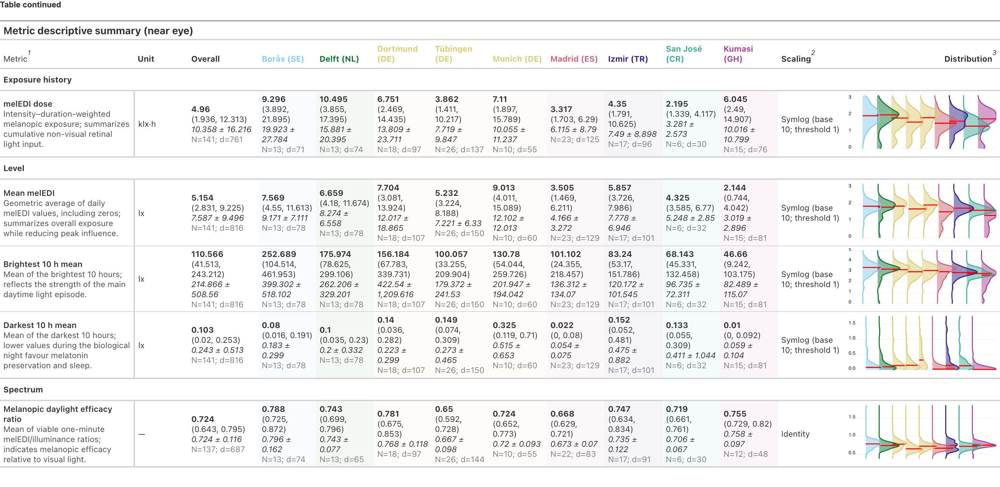 Table continued
Metric descriptive summary (near eye)
Metric1 Unit Overall Borås (SE) Delft (NL) Dortmund (DE) Tübingen (DE) Munich (DE) Madrid (ES) Izmir (TR) San José (CR) Kumasi (GH) Scaling2 Distribution3
Exposure history
melEDI dose
Intensity–duration-weighted
melanopic exposure; summarizes
cumulative non-visual retinal
light input.
klx·h
4.96
(1.936, 12.313)
10.358 ± 16.216
N=141; d=761
9.296
(3.892,
21.895)
19.923 ±
27.784
N=13; d=71
10.495
(3.855,
17.395)
15.881 ±
20.395
N=13; d=74
6.751
(2.469,
14.435)
13.809 ±
23.711
N=18; d=97
3.862
(1.411,
10.217)
7.719 ±
9.847
N=26; d=137
7.11
(1.897,
15.789)
10.055 ±
11.237
N=10; d=55
3.317
(1.703, 6.29)
6.115 ± 8.79
N=23; d=125
4.35
(1.791,
10.625)
7.49 ± 8.898
N=17; d=96
2.195
(1.339, 4.117)
3.281 ±
2.573
N=6; d=30
6.045
(2.49,
14.907)
10.016 ±
10.799
N=15; d=76
Symlog (base
10; threshold 1)
3
2
1
0
Level
Mean melEDI
Geometric average of daily
melEDI values, including zeros;
summarizes overall exposure
while reducing peak influence.
lx
5.154
(2.831, 9.225)
7.587 ± 9.496
N=141; d=816
7.569
(4.55, 11.613)
9.171 ± 7.111
N=13; d=78
6.659
(4.18, 11.674)
8.274 ±
6.558
N=13; d=78
7.704
(3.081,
13.924)
12.017 ±
18.865
N=18; d=107
5.232
(3.224,
8.188)
7.221 ± 6.33
N=26; d=150
9.013
(4.011,
15.089)
12.102 ±
12.013
N=10; d=60
3.505
(1.469,
6.211)
4.166 ±
3.272
N=23; d=129
5.857
(3.726,
7.986)
7.778 ±
6.946
N=17; d=101
4.325
(3.585, 6.77)
5.248 ± 2.85
N=6; d=32
2.144
(0.744,
4.042)
3.019 ±
2.896
N=15; d=81
Symlog (base
10; threshold 1)
3
2
1
0
Brightest 10 h mean
Mean of the brightest 10 hours;
reflects the strength of the main
daytime light episode.
lx
110.566
(41.513,
243.212)
214.866 ±
508.56
N=141; d=816
252.689
(104.514,
461.953)
399.302 ±
518.102
N=13; d=78
175.974
(78.625,
299.106)
262.206 ±
329.201
N=13; d=78
156.184
(67.783,
339.731)
422.54 ±
1,209.616
N=18; d=107
100.057
(33.255,
209.904)
179.372 ±
241.53
N=26; d=150
130.78
(54.044,
259.726)
201.947 ±
194.042
N=10; d=60
101.102
(24.355,
218.457)
136.312 ±
134.07
N=23; d=129
83.24
(53.17,
151.786)
120.172 ±
101.545
N=17; d=101
68.143
(45.331,
132.458)
96.735 ±
72.311
N=6; d=32
46.66
(9.242,
103.175)
82.489 ±
115.07
N=15; d=81
Symlog (base
10; threshold 1)
5
4
3
2
1
0
Darkest 10 h mean
Mean of the darkest 10 hours;
lower values during the biological
night favour melatonin
preservation and sleep.
lx
0.103
(0.02, 0.253)
0.243 ± 0.513
N=141; d=816
0.08
(0.016, 0.191)
0.183 ±
0.299
N=13; d=78
0.1
(0.035, 0.23)
0.2 ± 0.332
N=13; d=78
0.14
(0.036,
0.282)
0.223 ±
0.299
N=18; d=107
0.149
(0.074,
0.309)
0.273 ±
0.465
N=26; d=150
0.325
(0.119, 0.71)
0.515 ±
0.653
N=10; d=60
0.022
(0, 0.08)
0.054 ±
0.075
N=23; d=129
0.152
(0.052,
0.481)
0.475 ±
0.882
N=17; d=101
0.133
(0.055,
0.309)
0.411 ± 1.044
N=6; d=32
0.01
(0, 0.092)
0.059 ±
0.104
N=15; d=81
Symlog (base
10; threshold 1)
1.5
1.0
0.5
0.0
Spectrum
Melanopic daylight efficacy
ratio
Mean of viable one-minute
melEDI/illuminance ratios;
indicates melanopic efficacy
relative to visual light.
—
0.724
(0.643, 0.795)
0.724 ± 0.116
N=137; d=687
0.788
(0.725,
0.872)
0.796 ±
0.162
N=13; d=74
0.743
(0.699,
0.796)
0.743 ±
0.077
N=13; d=65
0.781
(0.675,
0.853)
0.768 ± 0.118
N=18; d=97
0.65
(0.592,
0.728)
0.667 ±
0.098
N=26; d=144
0.724
(0.652,
0.773)
0.72 ± 0.093
N=10; d=55
0.668
(0.629,
0.721)
0.673 ± 0.07
N=22; d=83
0.747
(0.634,
0.834)
0.735 ±
0.122
N=17; d=91
0.719
(0.661,
0.761)
0.706 ±
0.067
N=6; d=30
0.755
(0.729, 0.82)
0.758 ±
0.097
N=12; d=48
Identity
1.5
1.0
0.5